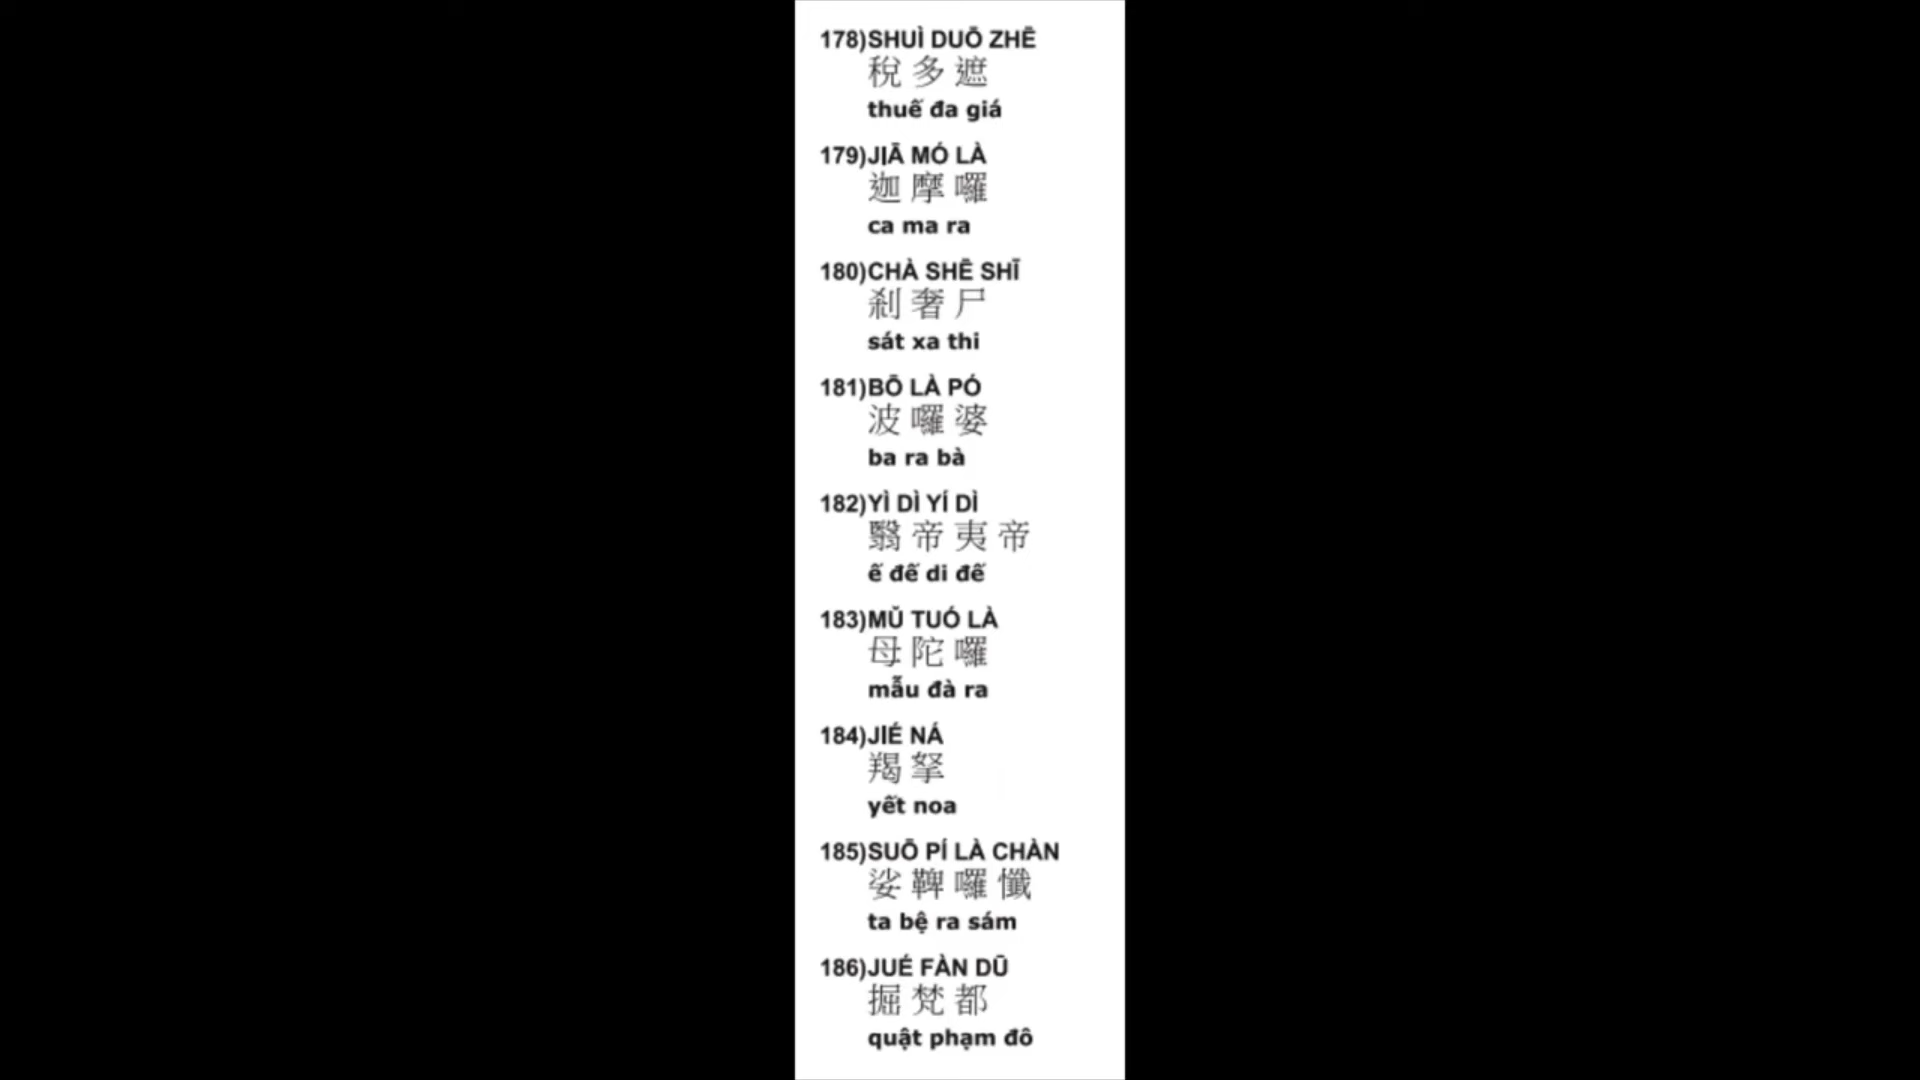 178)SHUÌ DUŌ ZHĒ
稅 多 遮
thuế đa giá
179)JIĀ MÓ LÀ
迦 摩 囉
ca ma ra
180)CHÀ SHĒ SHĪ
剎 奢 尸
sát xa thi
181)BŌ LÀ PÓ
波 囉 婆
ba ra bà
182)YÌ DÌ YÍ DÌ
翳 帝 夷 帝
ế đế di đế
183)MǓ TUÓ LÀ
母 陀 囉
mẫu đà ra
184)JIÉ NÁ
羯 拏
yết noa
185)SUŌ PÍ LÀ CHÀN
娑 鞞 囉 懺
ta bệ ra sám
186)JUÉ FÀN DŪ
掘 梵 都
quật phạm đô